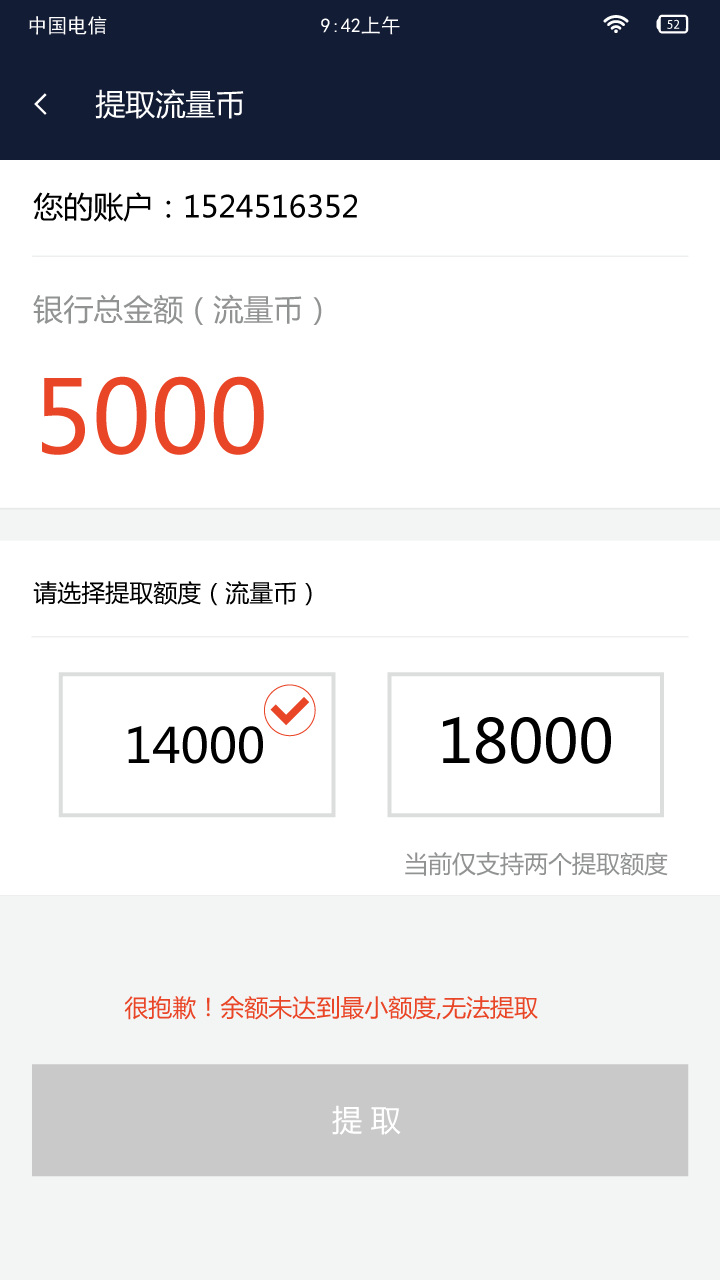 中国电信 9:42上午 52
提取流量币
您的账户：1524516352
银行总金额（流量币）
5000
请选择提取额度（流量币）
14000 18000
当前仅支持两个提取额度
很抱歉！余额未达到最小额度,无法提取
提 取